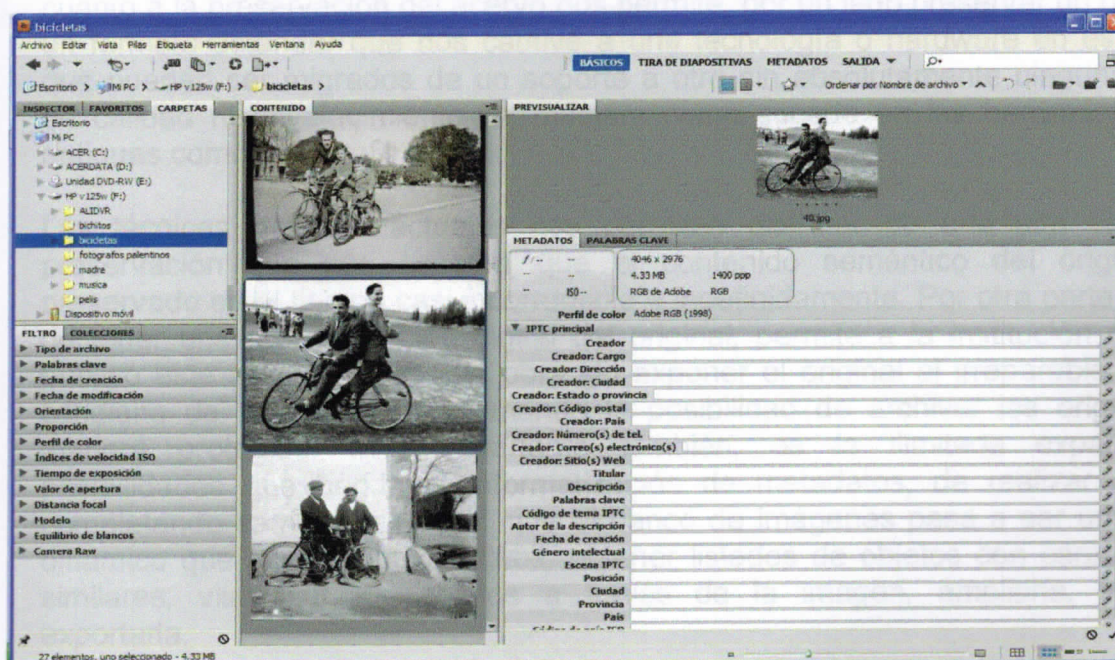 bicicletas
Archivo Editar Vista Pilas Etiqueta Herramientas Ventana Ayuda
BÁSICOS TIRA DE DIAPOSITIVAS METADATOS SALIDA
Escritorio > Mi PC > HP v125w (F:) > bicicletas >
Ordenar por Nombre de archivo
INSPECTOR FAVORITOS CARPETAS
Escritorio
Mi PC
ACER (C:)
ACERDATA (D:)
Unidad DVD-RW (E:)
HP v125w (F:)
ALIDVR
bichitos
bicicletas
fotografos palentinos
madre
musica
pelis
Dispositivo móvil
FILTRO COLECCIONES
Tipo de archivo
Palabras clave
Fecha de creación
Fecha de modificación
Orientación
Proporción
Perfil de color
Índices de velocidad ISO
Tiempo de exposición
Valor de apertura
Distancia focal
Modelo
Equilibrio de blancos
Camera Raw
CONTENIDO
PREVISUALIZAR
40.jpg
METADATOS PALABRAS CLAVE
f/-- -- 4046 x 2976
-- -- 4.33 MB 1400 ppp
-- ISO-- RGB de Adobe RGB
Perfil de color Adobe RGB (1998)
IPTC principal
Creador
Creador: Cargo
Creador: Dirección
Creador: Ciudad
Creador: Estado o provincia
Creador: Código postal
Creador: País
Creador: Número(s) de tel.
Creador: Correo(s) electrónico(s)
Creador: Sitio(s) Web
Titular
Descripción
Palabras clave
Código de tema IPTC
Autor de la descripción
Fecha de creación
Género intelectual
Escena IPTC
Posición
Ciudad
Provincia
País
27 elementos, uno seleccionado - 4,33 MB